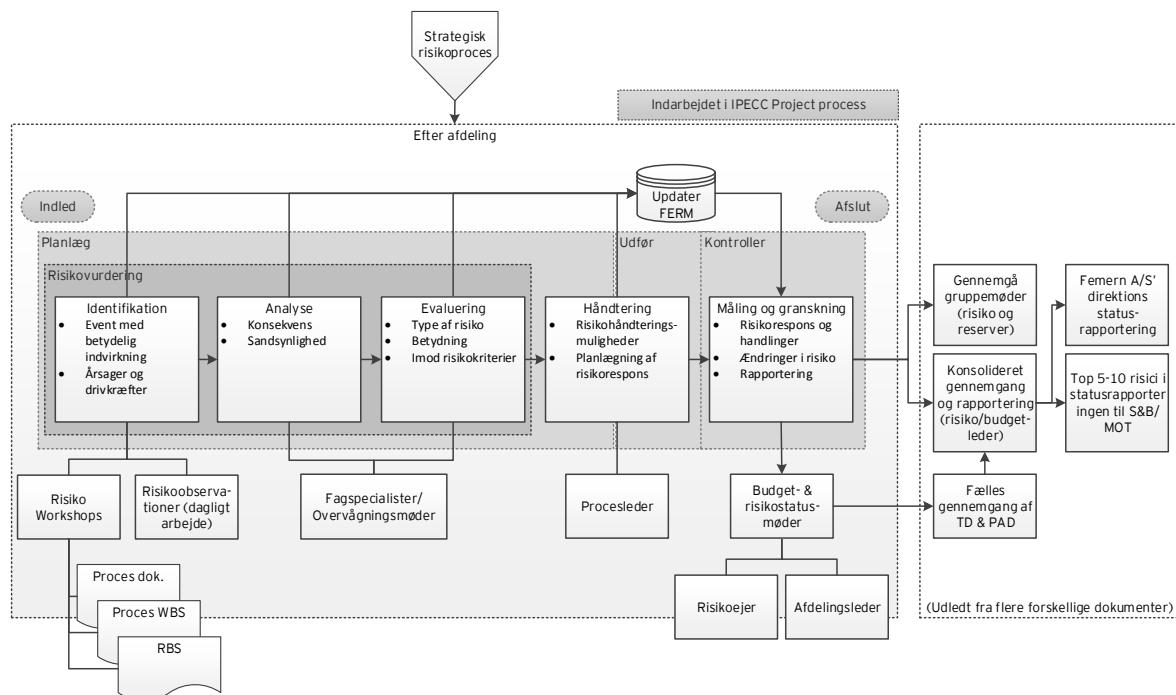 Strategisk
risikoproces
Indarbejdet i IPECC Project process
Efter afdeling
Indled
Updater
FERM
Afslut
Planlæg
Udfør
Kontroller
Risikovurdering
Identifikation
• Event med
betydelig
indvirkning
• Årsager og
drivkræfter
Analyse
• Konsekvens
• Sandsynlighed
Evaluering
• Type af risiko
• Betydning
• Imod risikokriterier
Håndtering
• Risikohåndterings-
muligheder
• Planlægning af
risikorespons
Måling og granskning
• Risikorespons og
handlinger
• Ændringer i risiko
• Rapportering
Gennemgå
gruppemøder
(risiko og
reserver)
Femern A/S'
direktions
status-
rapportering
Konsolideret
gennemgang
og rapportering
(risiko/budget-
leder)
Top 5-10 risici i
statusrapporter
ingen til S&B/
MOT
Risiko
Workshops
Risikoobserva-
tioner (dagligt
arbejde)
Fagspecialister/
Overvågningsmøder
Procesleder
Budget- &
risikostatus-
møder
Fælles
gennemgang af
TD & PAD
Proces dok.
Proces WBS
RBS
Risikoejer
Afdelingsleder
(Udledt fra flere forskellige dokumenter)